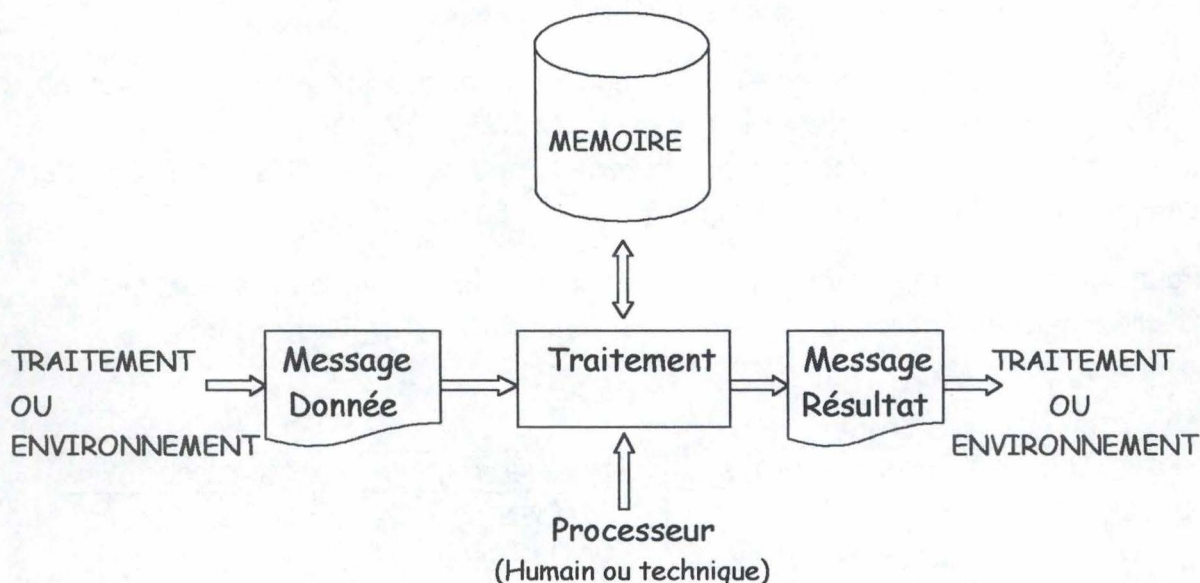 MEMOIRE
TRAITEMENT
OU
ENVIRONNEMENT
Message
Donnée
Traitement
Message
Résultat
TRAITEMENT
OU
ENVIRONNEMENT
Processeur
(Humain ou technique)